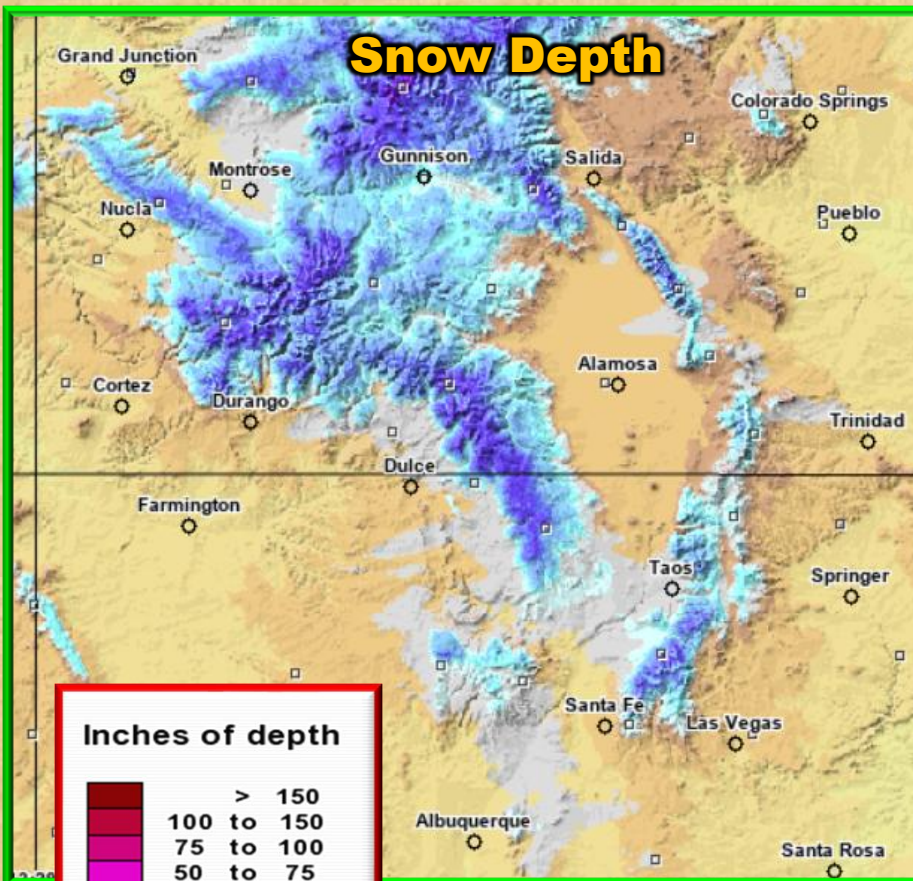 Snow Depth
Grand Junction
Colorado Springs
Montrose
Gunnison
Salida
Nucla
Pueblo
Alamosa
Cortez
Durango
Trinidad
Dulce
Farmington
Taos
Springer
Santa Fe
Las Vegas
Albuquerque
Santa Rosa
Inches of depth
> 150
100 to 150
75 to 100
50 to 75